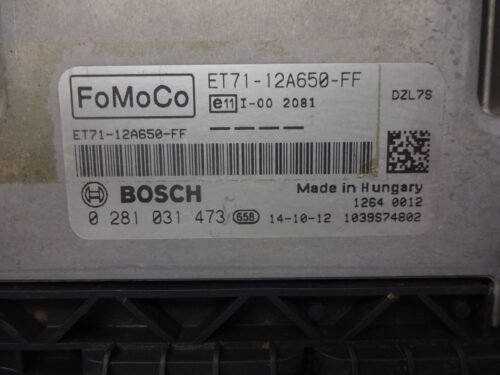 FoMoCo
ET71-12A650-FF
e11 I-00 2081
DZL7S
ET71-12A650-FF
BOSCH
Made in Hungary
1264 0012
0 281 031 473 658 14-10-12 1039S74802